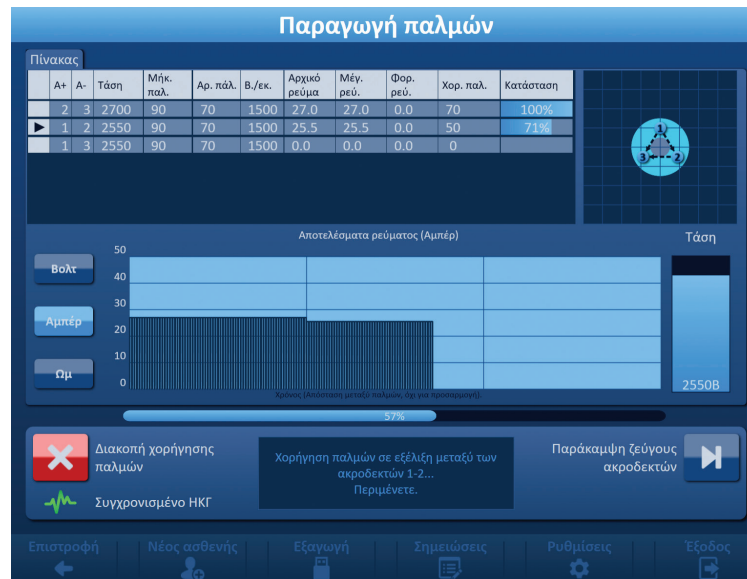 Παραγωγή παλμών
Πίνακας
A+ A- Τάση Μήκ. παλ. Αρ. πάλ. Β./εκ. Αρχικό ρεύμα Μέγ. ρεύ. Φορ. ρεύ. Χορ. παλ. Κατάσταση
2 3 2700 90 70 1500 27.0 27.0 0.0 70 100%
1 2 2550 90 70 1500 25.5 25.5 0.0 50 71%
1 3 2550 90 70 1500 0.0 0.0 0.0 0
1
3 2
Αποτελέσματα ρεύματος (Αμπέρ)
Τάση
Βολτ
Αμπέρ
Ωμ
50
40
30
20
10
0
2550В
Χρόνος (Απόσταση μεταξύ παλμών, όχι για προσαρμογή).
57%
Διακοπή χορήγησης
παλμών
Συγχρονισμένο ΗΚΓ
Χορήγηση παλμών σε εξέλιξη μεταξύ των
ακροδεκτών 1-2...
Περιμένετε.
Παράκαμψη ζεύγους
ακροδεκτών
Επιστροφή Νέος ασθενής Εξαγωγή Σημειώσεις Ρυθμίσεις Έξοδος